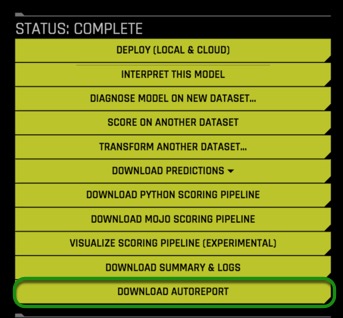 STATUS: COMPLETE
DEPLOY (LOCAL & CLOUD)
INTERPRET THIS MODEL
DIAGNOSE MODEL ON NEW DATASET...
SCORE ON ANOTHER DATASET
TRANSFORM ANOTHER DATASET...
DOWNLOAD PREDICTIONS
DOWNLOAD PYTHON SCORING PIPELINE
DOWNLOAD MOJO SCORING PIPELINE
VISUALIZE SCORING PIPELINE (EXPERIMENTAL)
DOWNLOAD SUMMARY & LOGS
DOWNLOAD AUTOREPORT